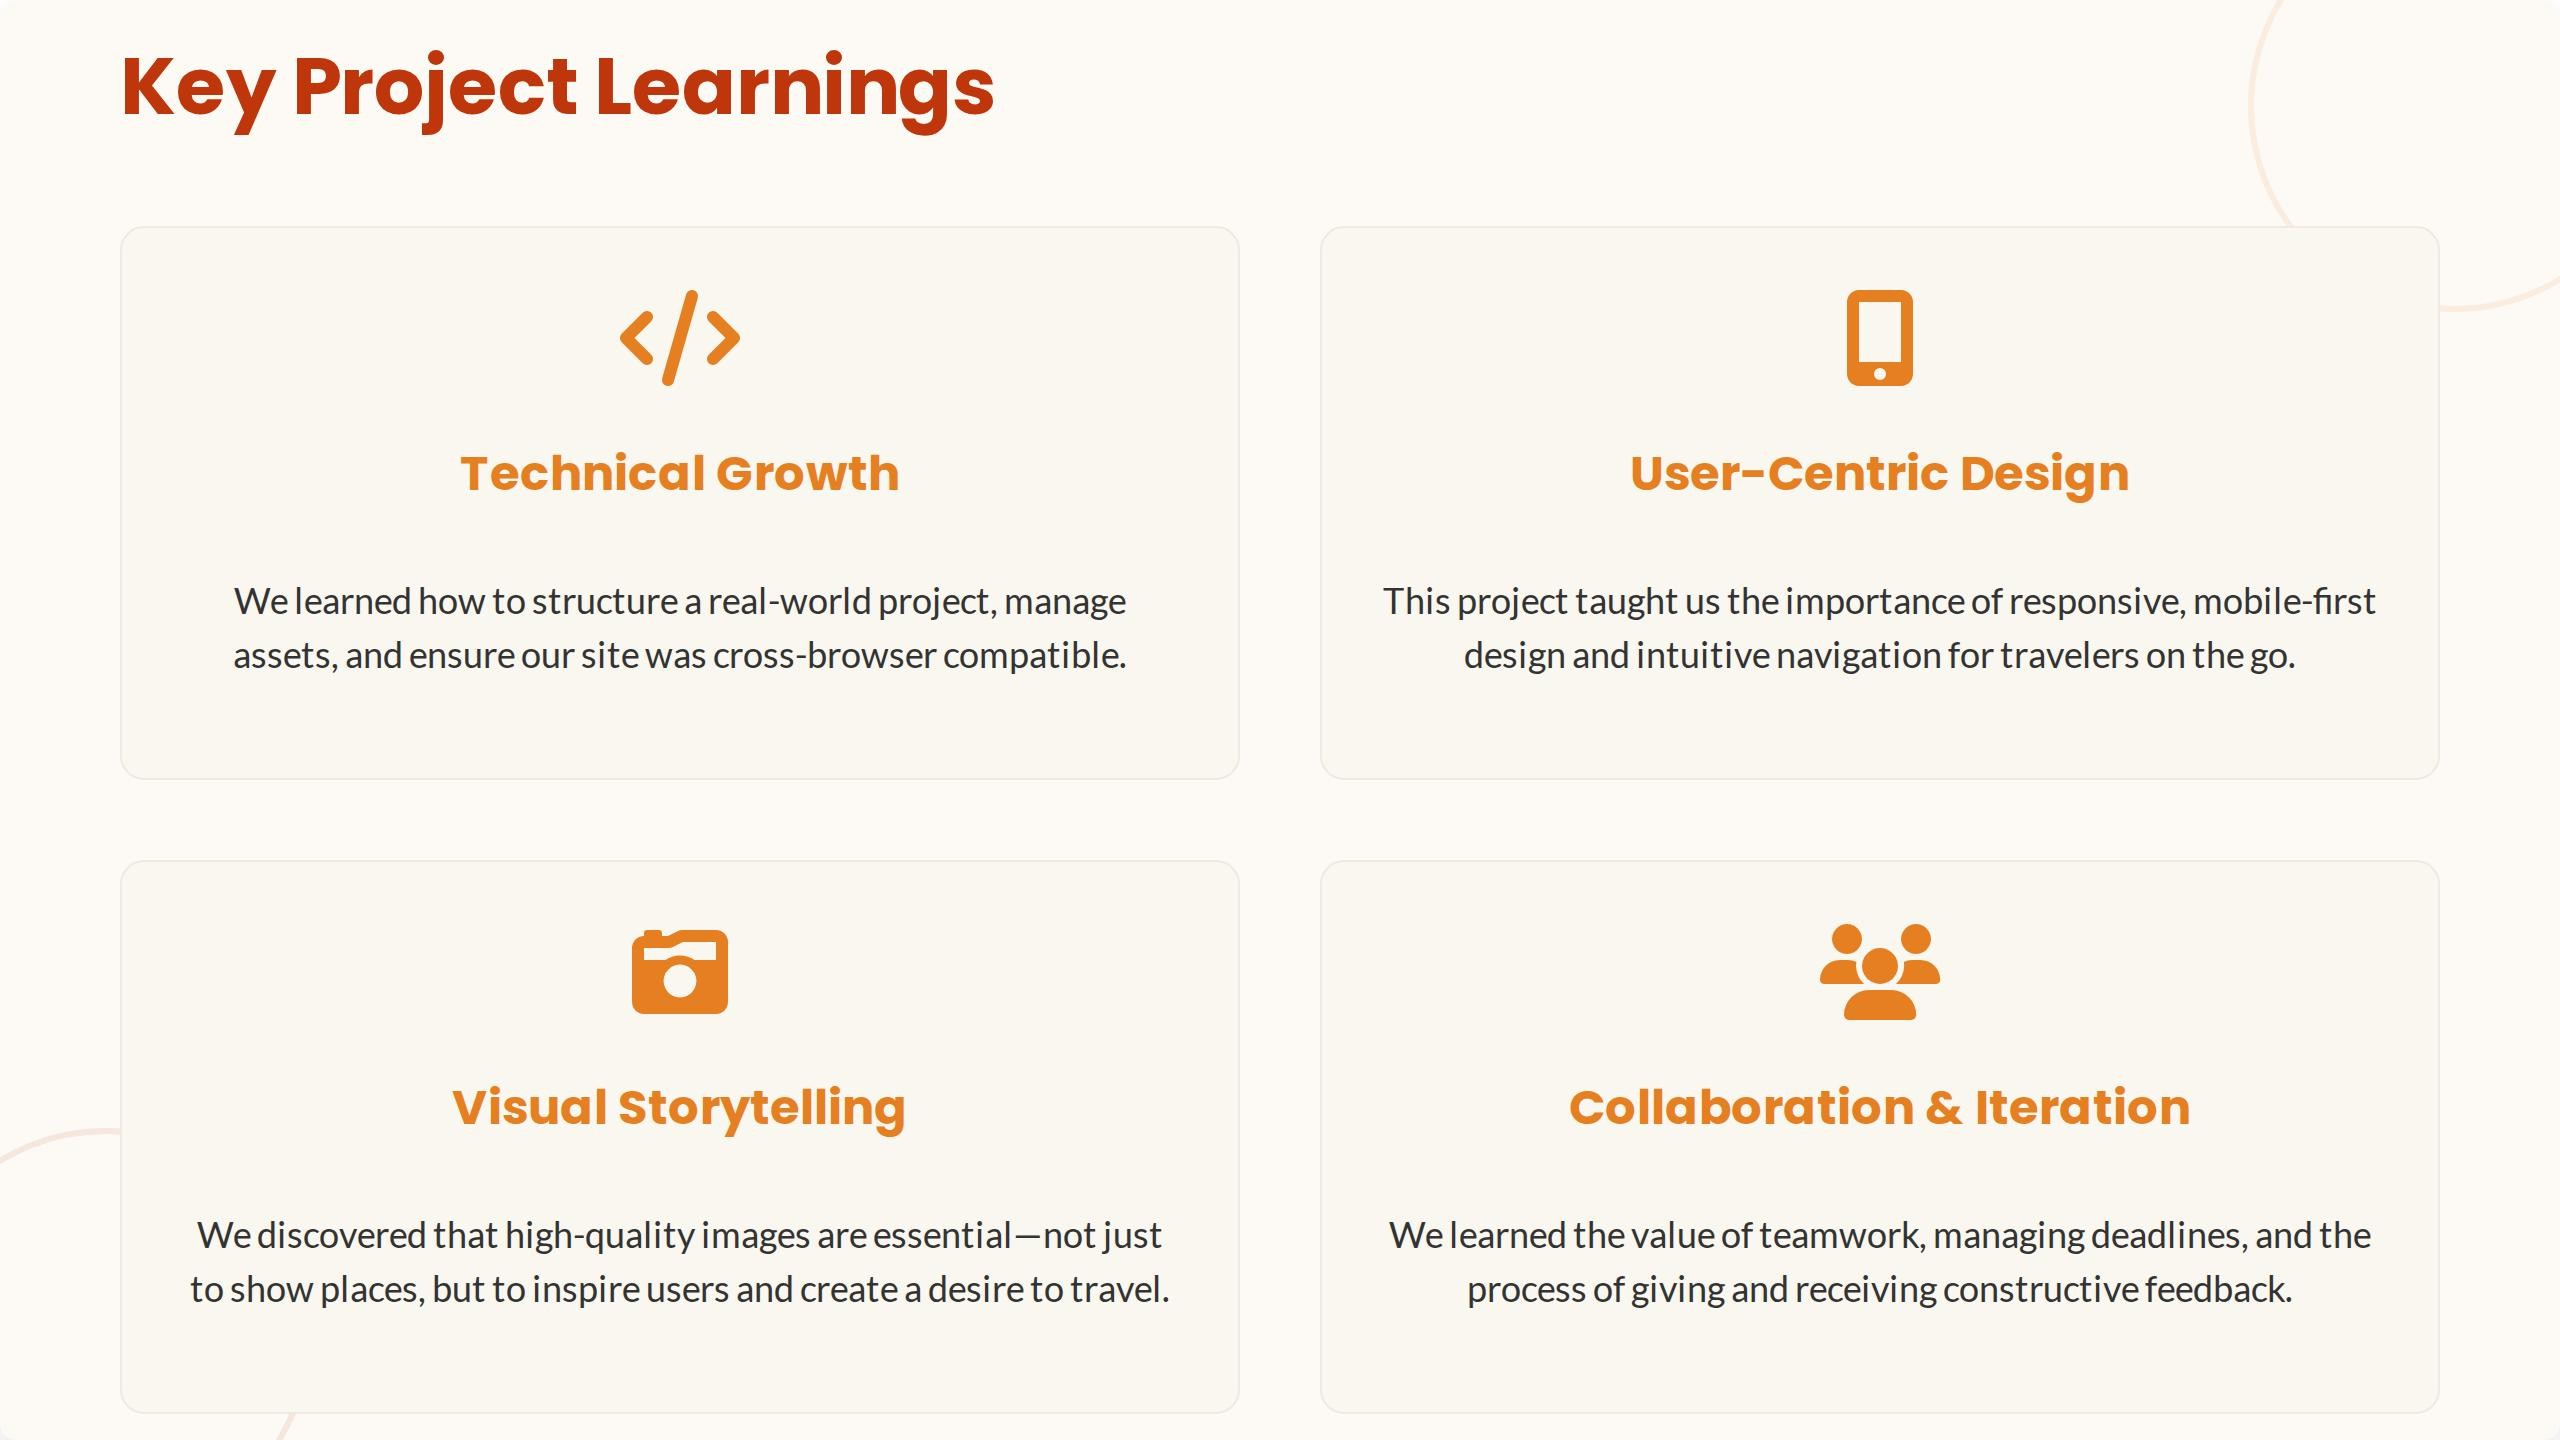 Key Project Learnings
Technical Growth
We learned how to structure a real-world project, manage
assets, and ensure our site was cross-browser compatible.
User-Centric Design
This project taught us the importance of responsive, mobile-first
design and intuitive navigation for travelers on the go.
Visual Storytelling
We discovered that high-quality images are essential—not just
to show places, but to inspire users and create a desire to travel.
Collaboration & Iteration
We learned the value of teamwork, managing deadlines, and the
process of giving and receiving constructive feedback.